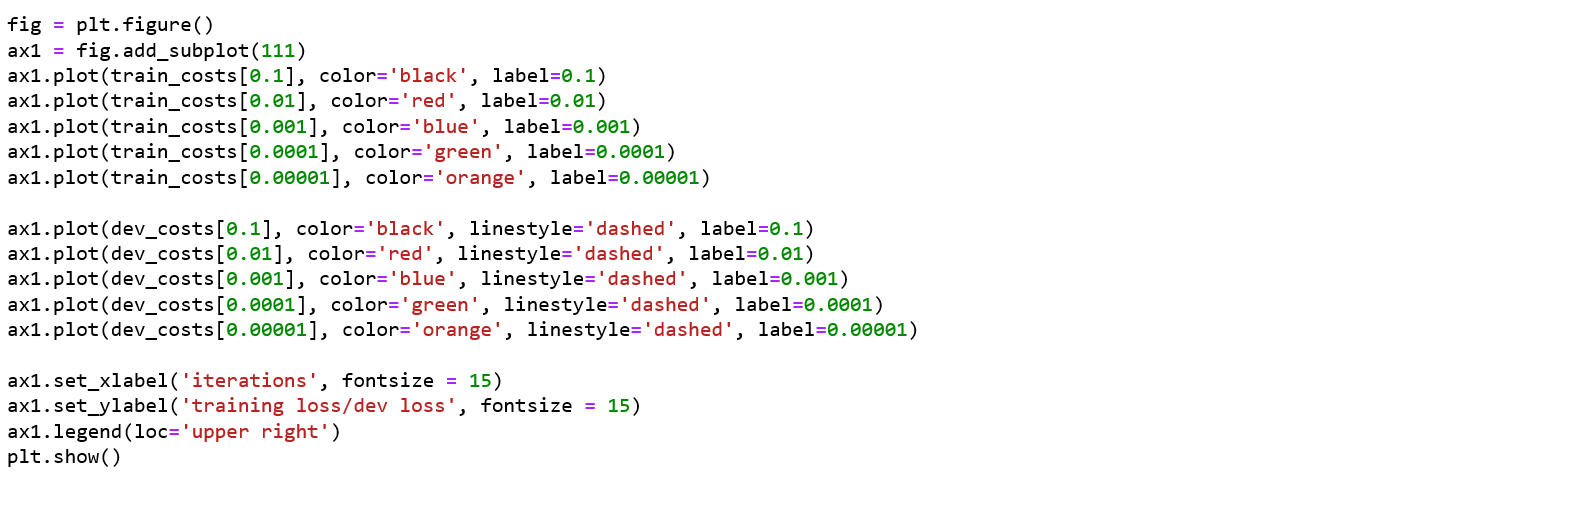 fig = plt.figure()
ax1 = fig.add_subplot(111)
ax1.plot(train_costs[0.1], color='black', label=0.1)
ax1.plot(train_costs[0.01], color='red', label=0.01)
ax1.plot(train_costs[0.001], color='blue', label=0.001)
ax1.plot(train_costs[0.0001], color='green', label=0.0001)
ax1.plot(train_costs[0.00001], color='orange', label=0.00001)

ax1.plot(dev_costs[0.1], color='black', linestyle='dashed', label=0.1)
ax1.plot(dev_costs[0.01], color='red', linestyle='dashed', label=0.01)
ax1.plot(dev_costs[0.001], color='blue', linestyle='dashed', label=0.001)
ax1.plot(dev_costs[0.0001], color='green', linestyle='dashed', label=0.0001)
ax1.plot(dev_costs[0.00001], color='orange', linestyle='dashed', label=0.00001)

ax1.set_xlabel('iterations', fontsize = 15)
ax1.set_ylabel('training loss/dev loss', fontsize = 15)
ax1.legend(loc='upper right')
plt.show()